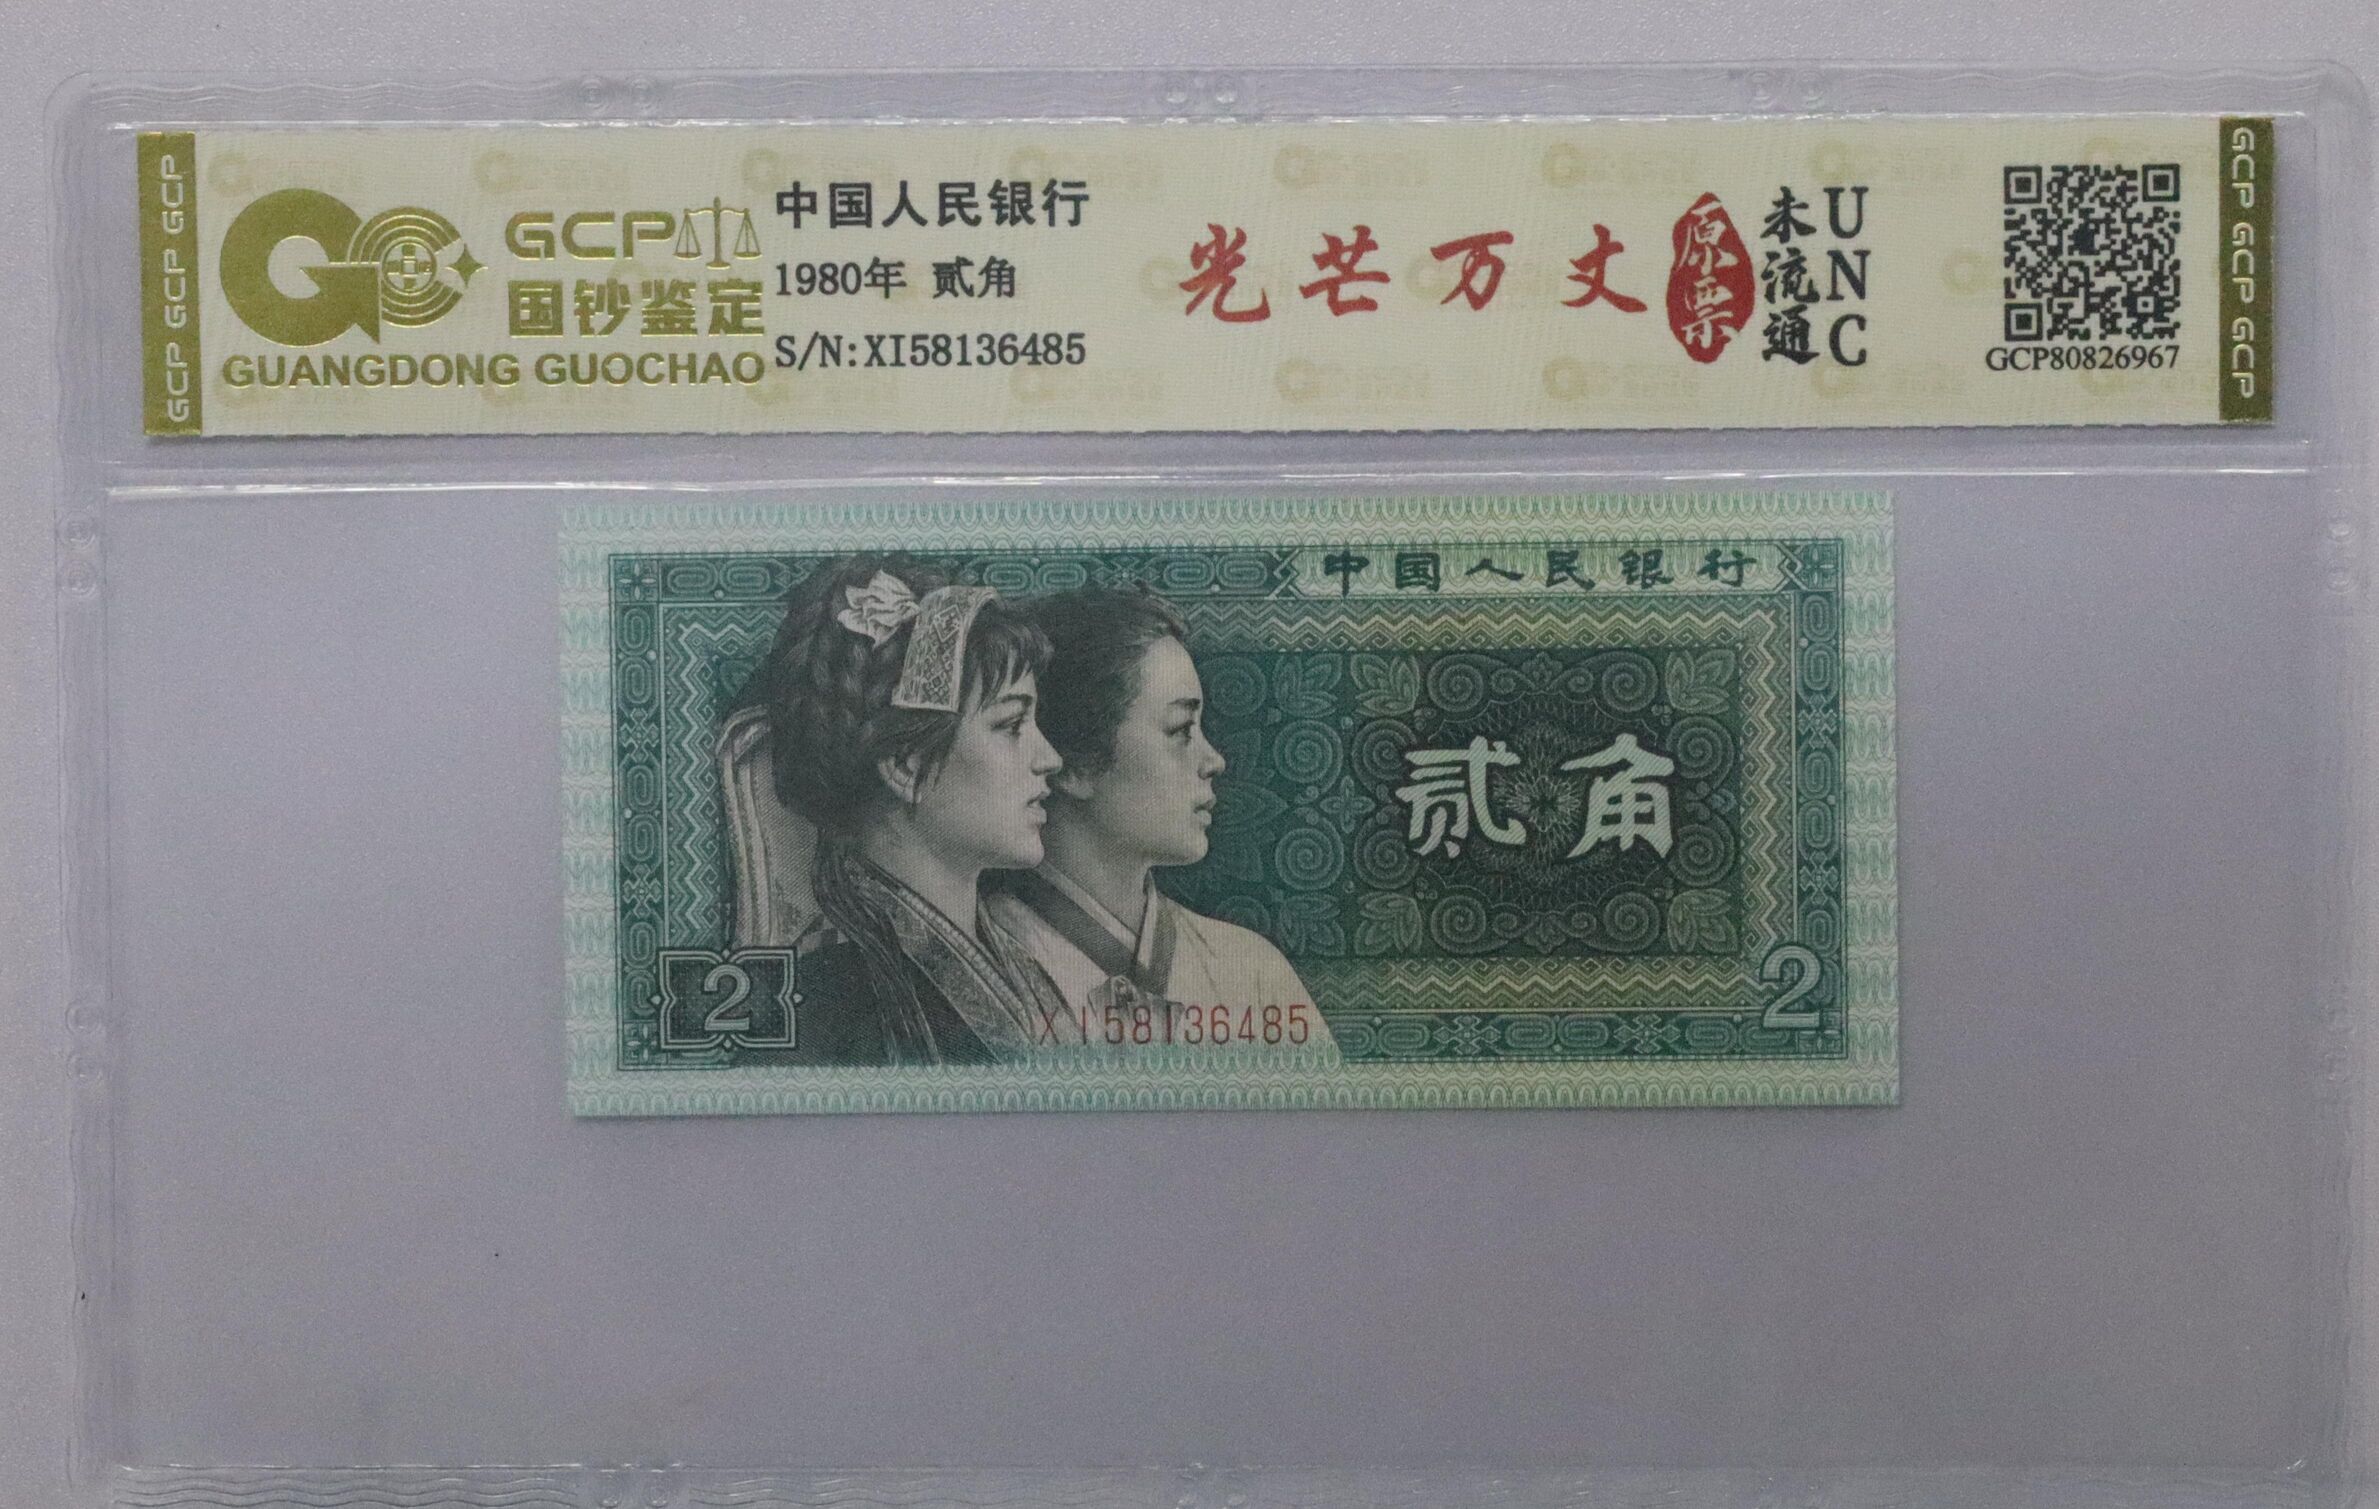 GCP GCP GCP
GCP
国钞鉴定
GUANGDONG GUOCHAO
中国人民银行
1980年 贰角
S/N:XI58136485
光芒万丈
原票
未流通
UNC
GCP80826967
GCP GCP GCP
中国人民银行
贰角
2
XI58136485
2